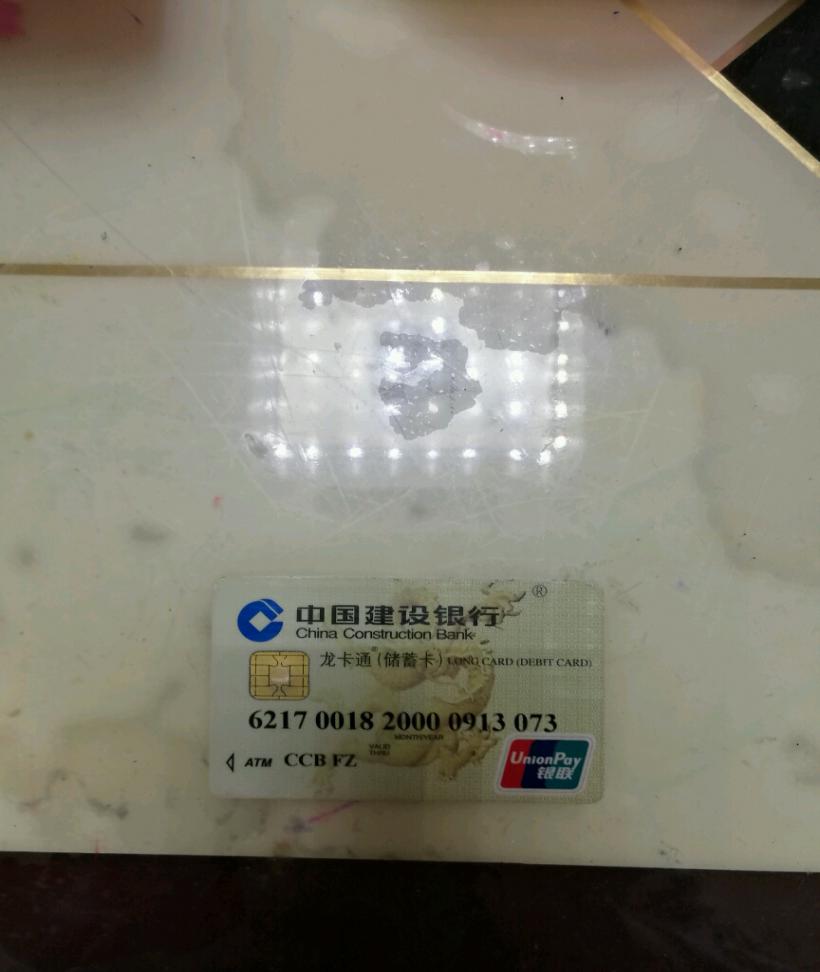 ®
中国建设银行
China Construction Bank
龙卡通®(储蓄卡) LONG CARD (DEBIT CARD)
6217 0018 2000 0913 073
MONTH/YEAR
VALID
THRU
ATM CCB FZ
UnionPay
银联